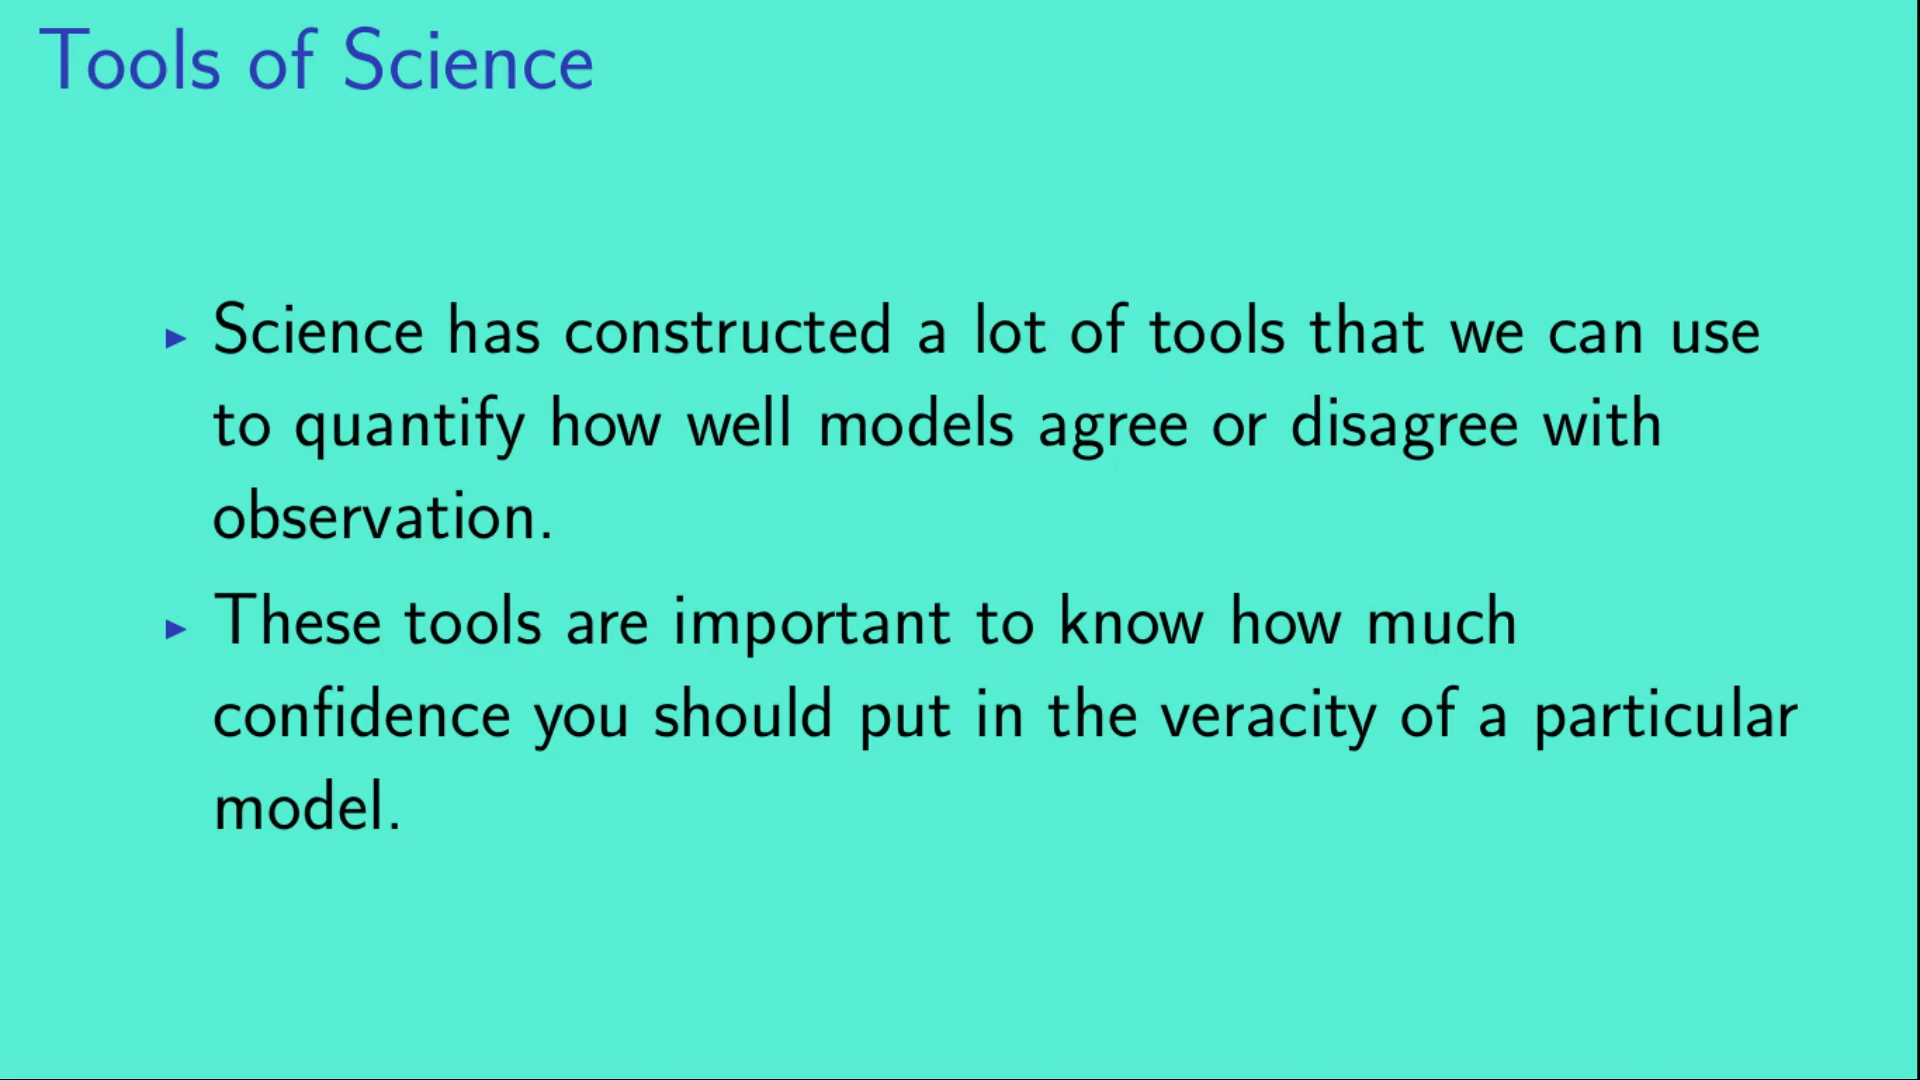 Tools of Science
▸ Science has constructed a lot of tools that we can use
to quantify how well models agree or disagree with
observation.
▸ These tools are important to know how much
confidence you should put in the veracity of a particular
model.